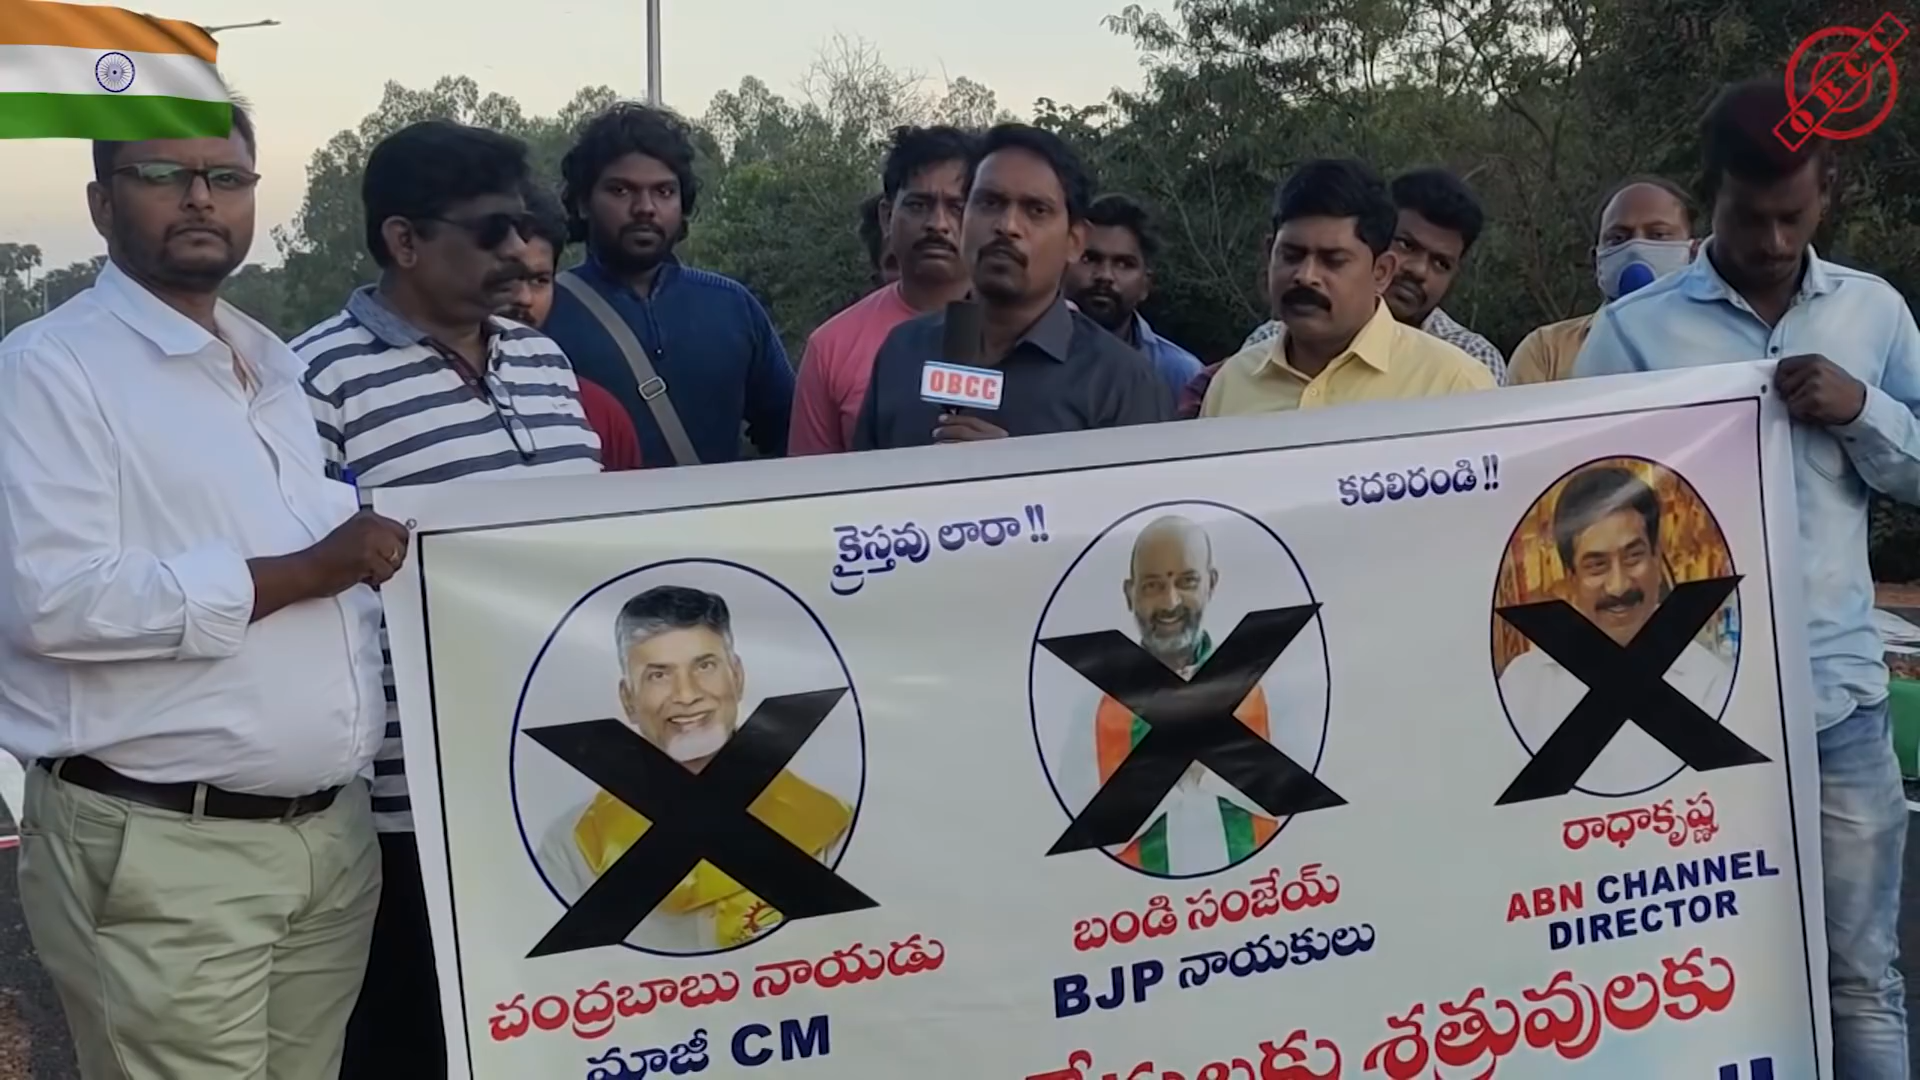 OBCC
OBCC
క్రైస్తవు లారా !!
కదలిరండి !!
చంద్రబాబు నాయుడు
మాజీ CM
బండి సంజేయ్
BJP నాయకులు
రాధాకృష్ణ
ABN CHANNEL
DIRECTOR
శత్రువులకు
!!